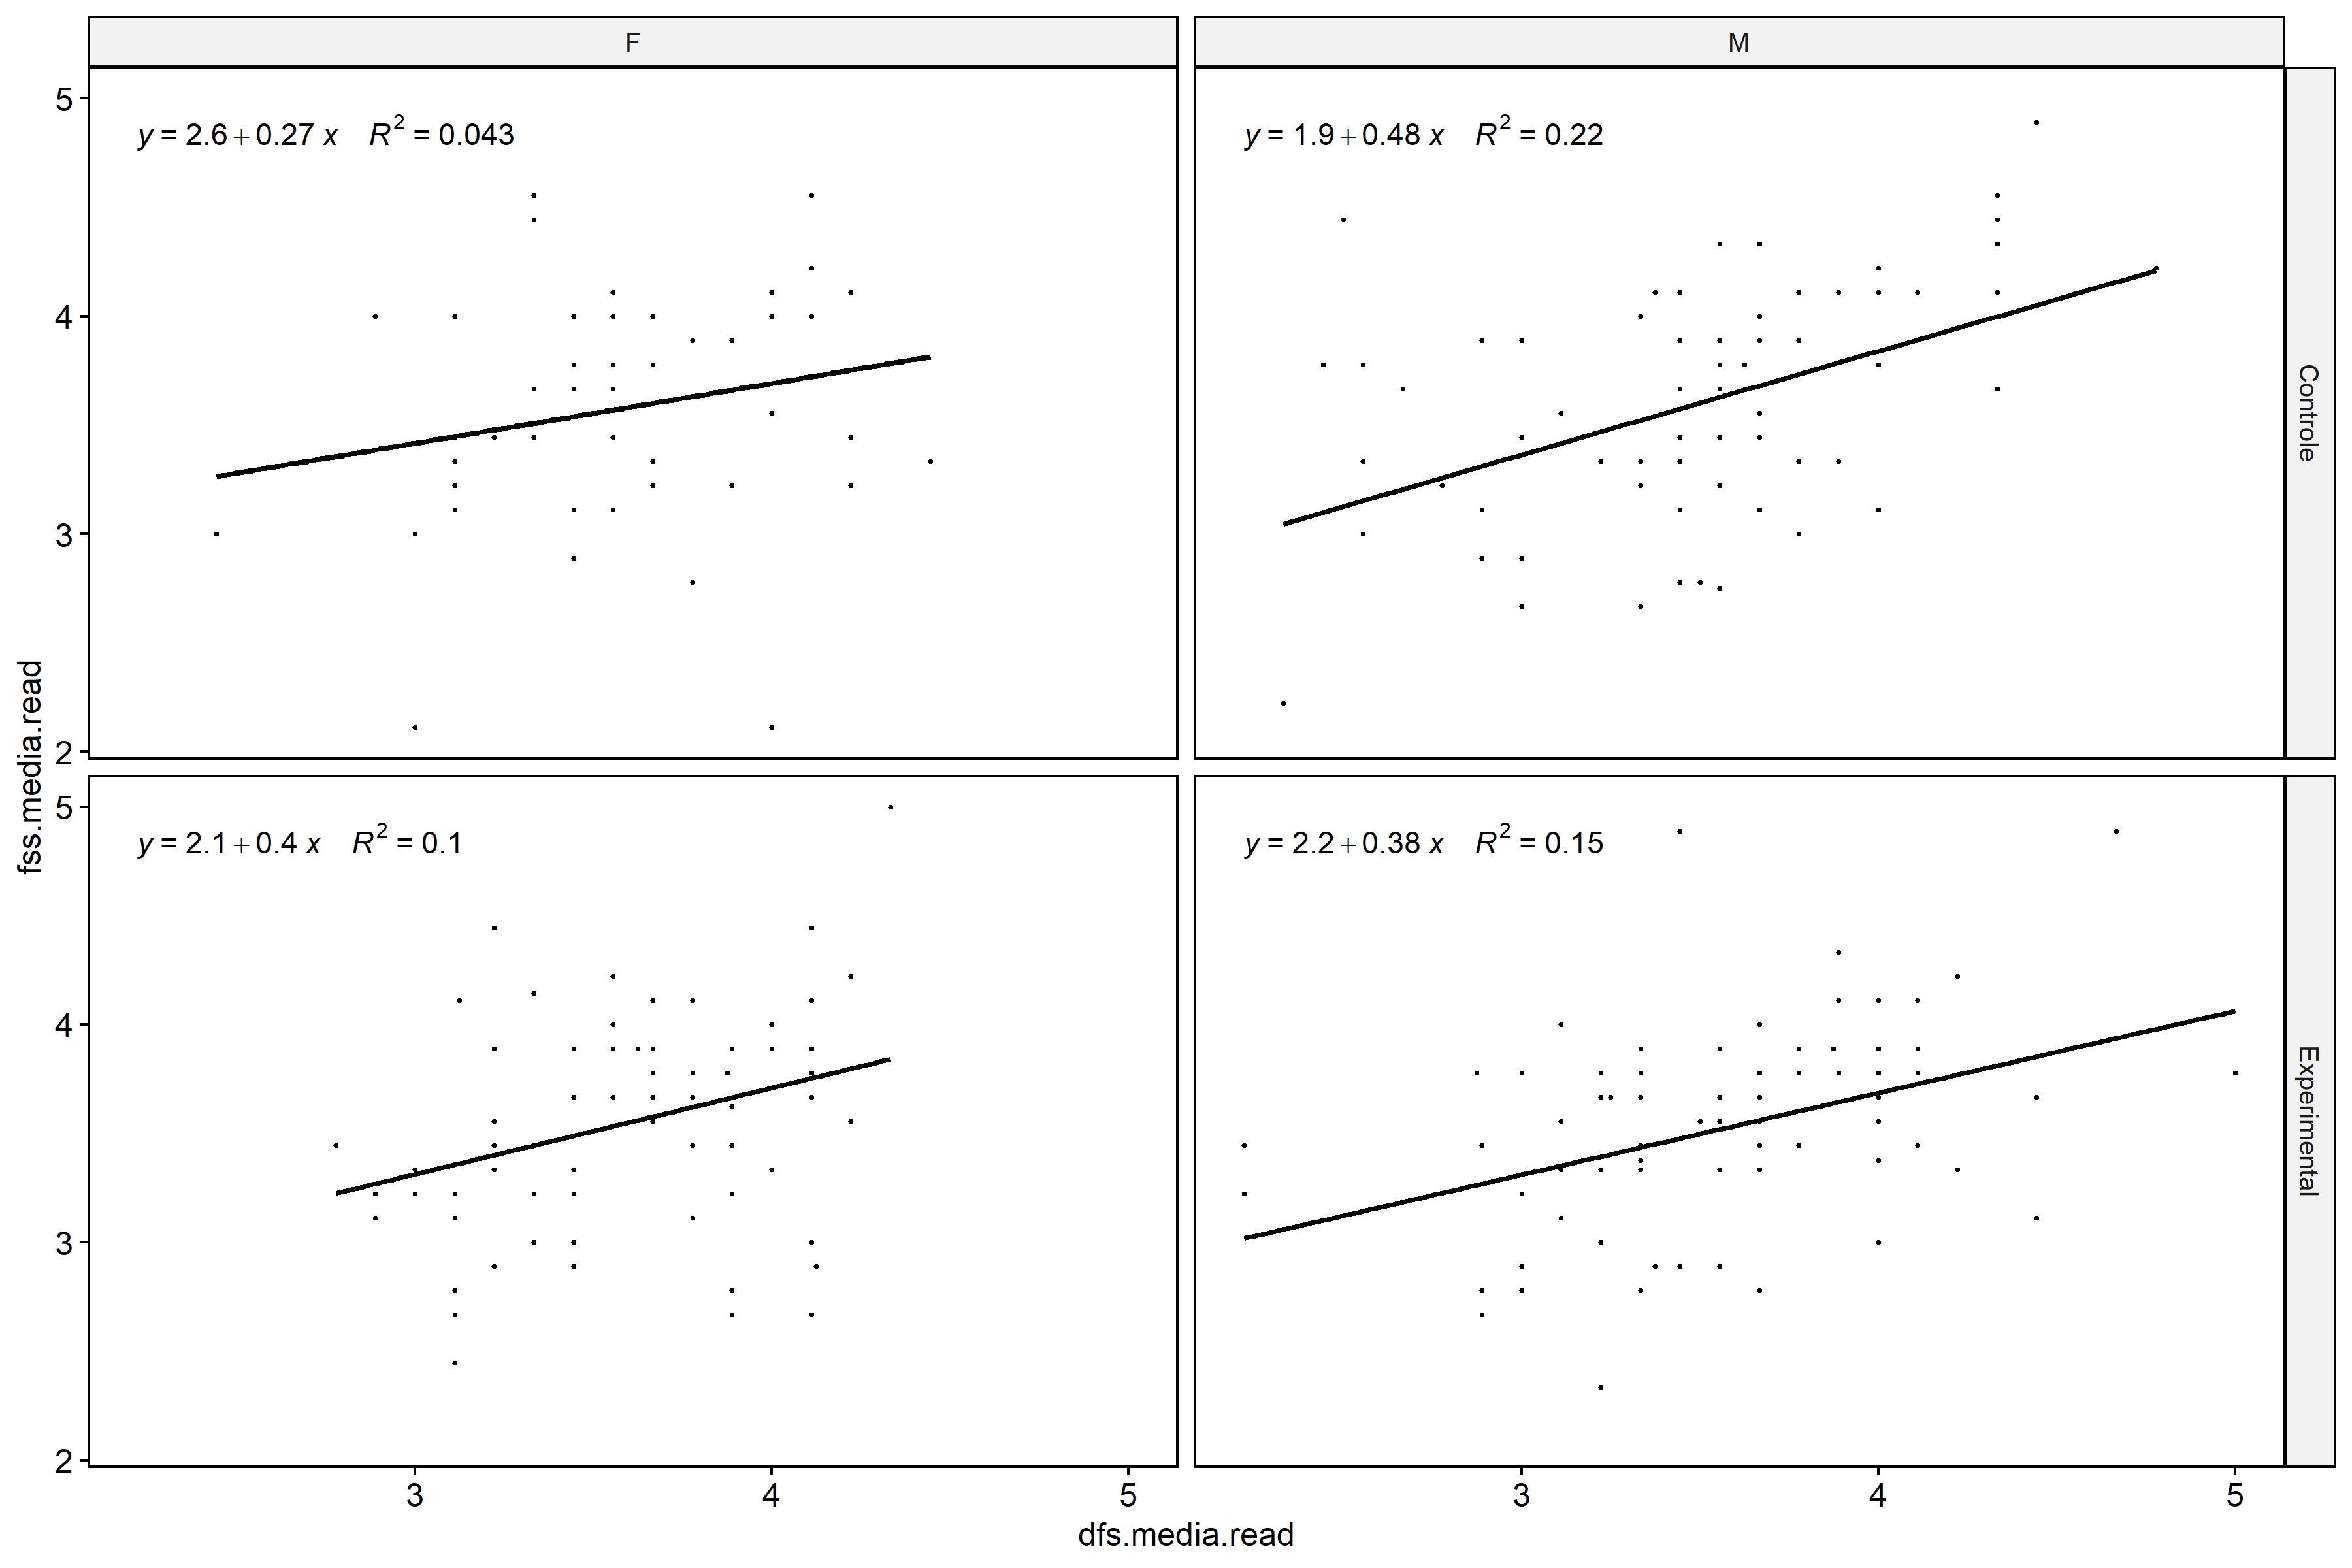 F
M
5
y = 2.6 + 0.27 x R² = 0.043
y = 1.9 + 0.48 x R² = 0.22
4
3
2
Controle
fss.media.read
5
y = 2.1 + 0.4 x R² = 0.1
y = 2.2 + 0.38 x R² = 0.15
4
3
2
Experimental
3 4 5
3 4 5
dfs.media.read